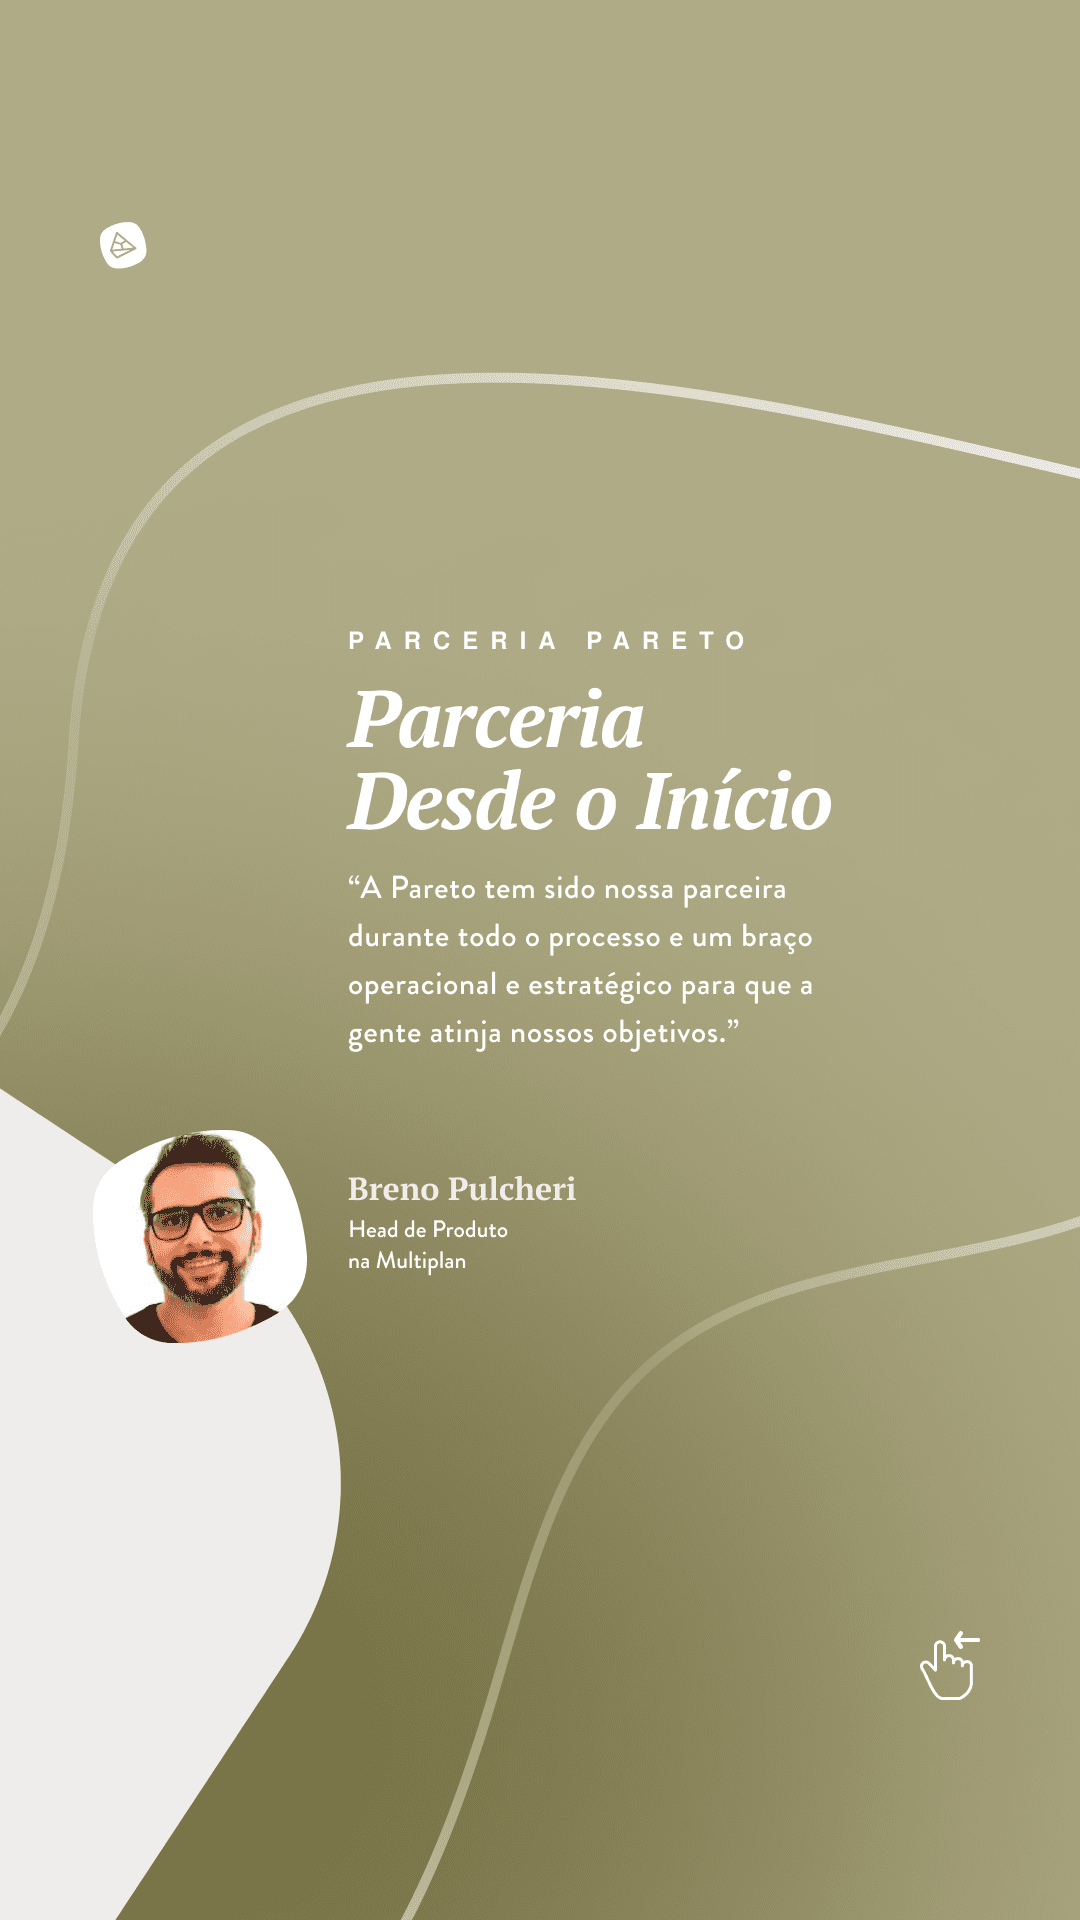 PARCERIA PARETO
Parceria
Desde o Início
“A Pareto tem sido nossa parceira
durante todo o processo e um braço
operacional e estratégico para que a
gente atinja nossos objetivos.”
Breno Pulcheri
Head de Produto
na Multiplan